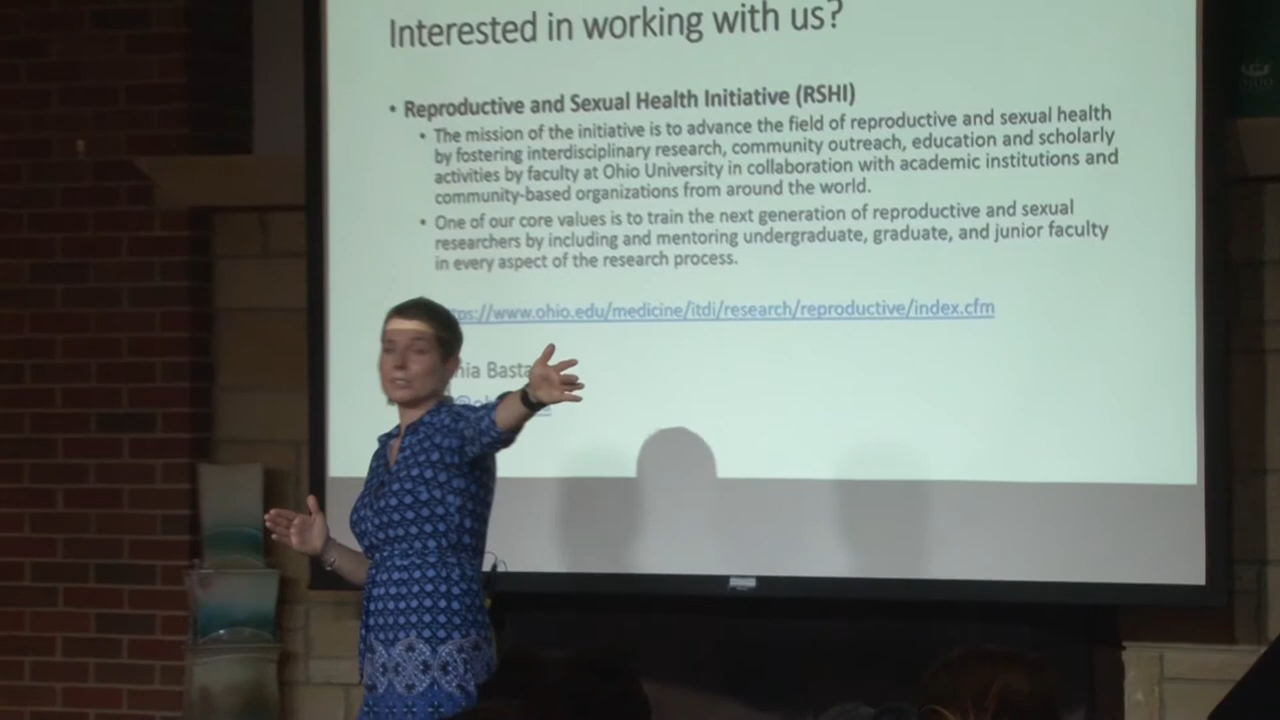 Interested in working with us?
• Reproductive and Sexual Health Initiative (RSHI)
• The mission of the initiative is to advance the field of reproductive and sexual health
by fostering interdisciplinary research, community outreach, education and scholarly
activities by faculty at Ohio University in collaboration with academic institutions and
community-based organizations from around the world.
• One of our core values is to train the next generation of reproductive and sexual
researchers by including and mentoring undergraduate, graduate, and junior faculty
in every aspect of the research process.
ps://www.ohio.edu/medicine/itdi/research/reproductive/index.cfm
hia Basta